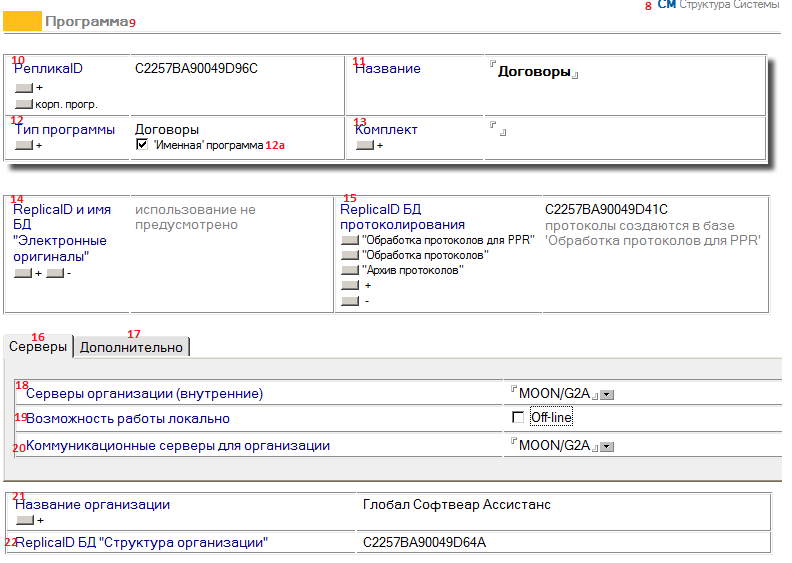 8 СМ Структура Системы
Программа9
10
РепликаID
C2257BA90049D96C
+
корп. прогр.
11
Название
Договоры
12
Тип программы
+
Договоры
'Именная' программа 12а
13
Комплект
+
14
ReplicaID и имя
БД
"Электронные
оригиналы"
+ -
использование не
предусмотрено
15
ReplicaID БД
протоколирования
"Обработка протоколов для PPR"
"Обработка протоколов"
"Архив протоколов"
+
-
C2257BA90049D41C
протоколы создаются в базе
'Обработка протоколов для PPR'
16
Серверы
17
Дополнительно
18
Серверы организации (внутренние)
MOON/G2A
19
Возможность работы локально
Off-line
20
Коммуникационные серверы для организации
MOON/G2A
21
Название организации
+
Глобал Софтвеар Ассистанс
22
ReplicaID БД "Структура организации"
C2257BA90049D64A